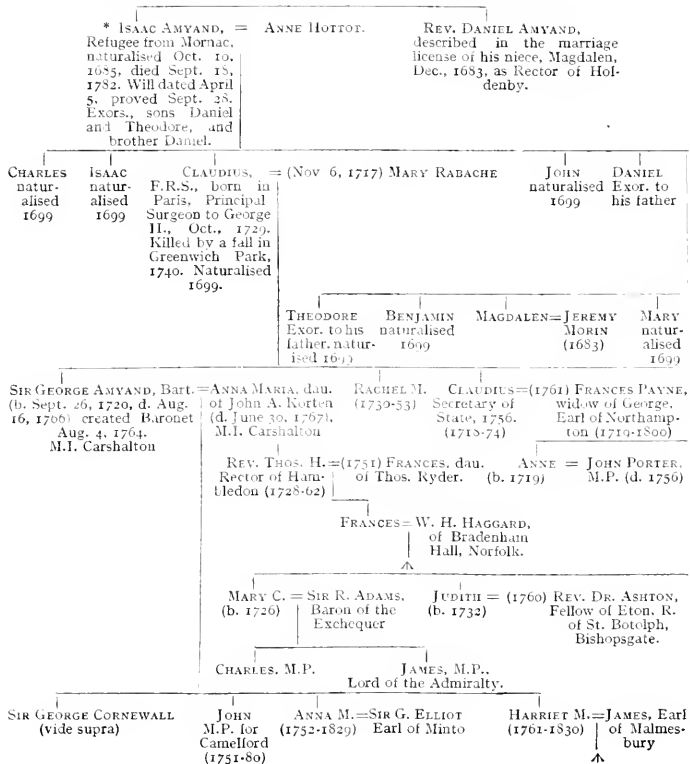 * ISAAC AMYAND, = ANNE HOTTOT.
Refugee from Mornac,
naturalised Oct. 10,
1685, died Sept. 18,
1782. Will dated April
5, proved Sept. 28.
Exors., sons Daniel
and Theodore, and
brother Daniel.
REV. DANIEL AMYAND,
described in the marriage
license of his niece, Magdalen,
Dec., 1683, as Rector of Hol-
denby.
CHARLES
natur-
alised
1699
ISAAC
natur-
alised
1699
CLAUDIUS, = (Nov 6, 1717) MARY RABACHE
F.R.S., born in
Paris, Principal
Surgeon to George
II., Oct., 1729.
Killed by a fall in
Greenwich Park,
1740. Naturalised
1699.
JOHN
naturalised
1699
DANIEL
Exor. to
his father
THEODORE
Exor. to his
father, natur-
ised 1699
BENJAMIN
naturalised
1699
MAGDALEN=JEREMY
MORIN
(1683)
MARY
natur-
alised
1699
SIR GEORGE AMYAND, Bart.=ANNA MARIA, dau.
(b. Sept. 26, 1720, d. Aug. of John A. Korten
16, 1766) created Baronet (d. June 30, 1767),
Aug. 4, 1764. M.I. Carshalton
M.I. Carshalton
RACHEL M.
(1730-53)
CLAUDIUS=(1761) FRANCES PAYNE,
Secretary of widow of George,
State, 1756. Earl of Northamp-
(1718-74) ton (1719-1800)
REV. THOS. H.=(1751) FRANCES, dau.
Rector of Ham- of Thos. Ryder.
bledon (1728-62)
ANNE = JOHN PORTER,
(b. 1719) M.P. (d. 1756)
FRANCES=W. H. HAGGARD,
of Bradenham
Hall, Norfolk.
MARY C. = SIR R. ADAMS,
(b. 1726) Baron of the
Exchequer
JUDITH = (1760) REV. DR. ASHTON,
(b. 1732) Fellow of Eton, R.
of St. Botolph,
Bishopsgate.
CHARLES, M.P.
JAMES, M.P.,
Lord of the Admiralty.
SIR GEORGE CORNEWALL
(vide supra)
JOHN
M.P. for
Camelford
(1751-80)
ANNA M.=SIR G. ELLIOT
(1752-1829) Earl of Minto
HARRIET M.=JAMES, Earl
(1761-1830) of Malmes-
bury